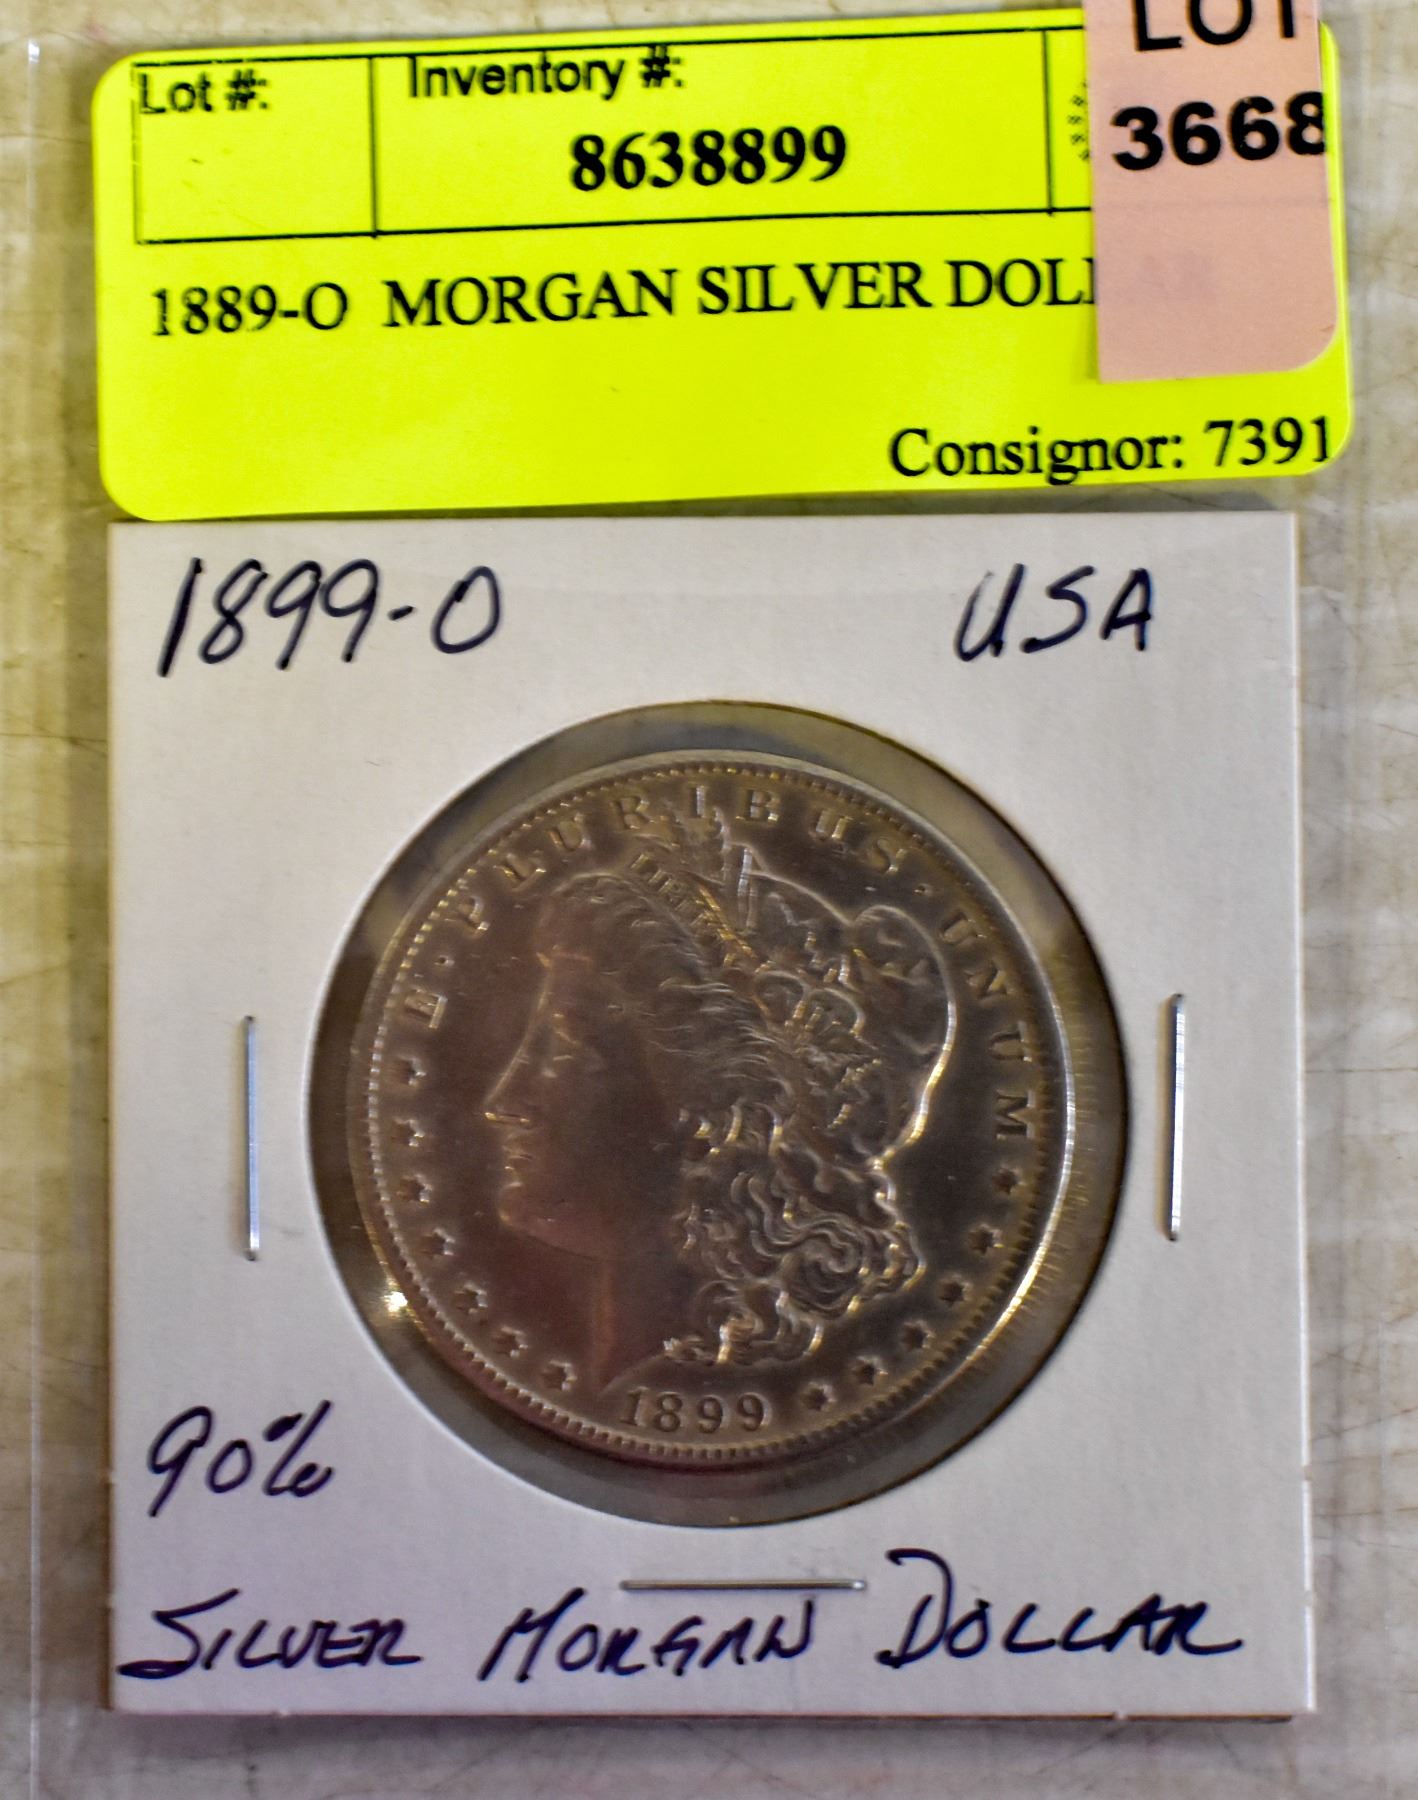 Lot #:
Inventory #:
8638899
LOT
3668
1889-O MORGAN SILVER DOLLAR
Consignor: 7391
1899-O USA
E · PLURIBUS · UNUM
LIBERTY
1899
90%
SILVER MORGAN DOLLAR